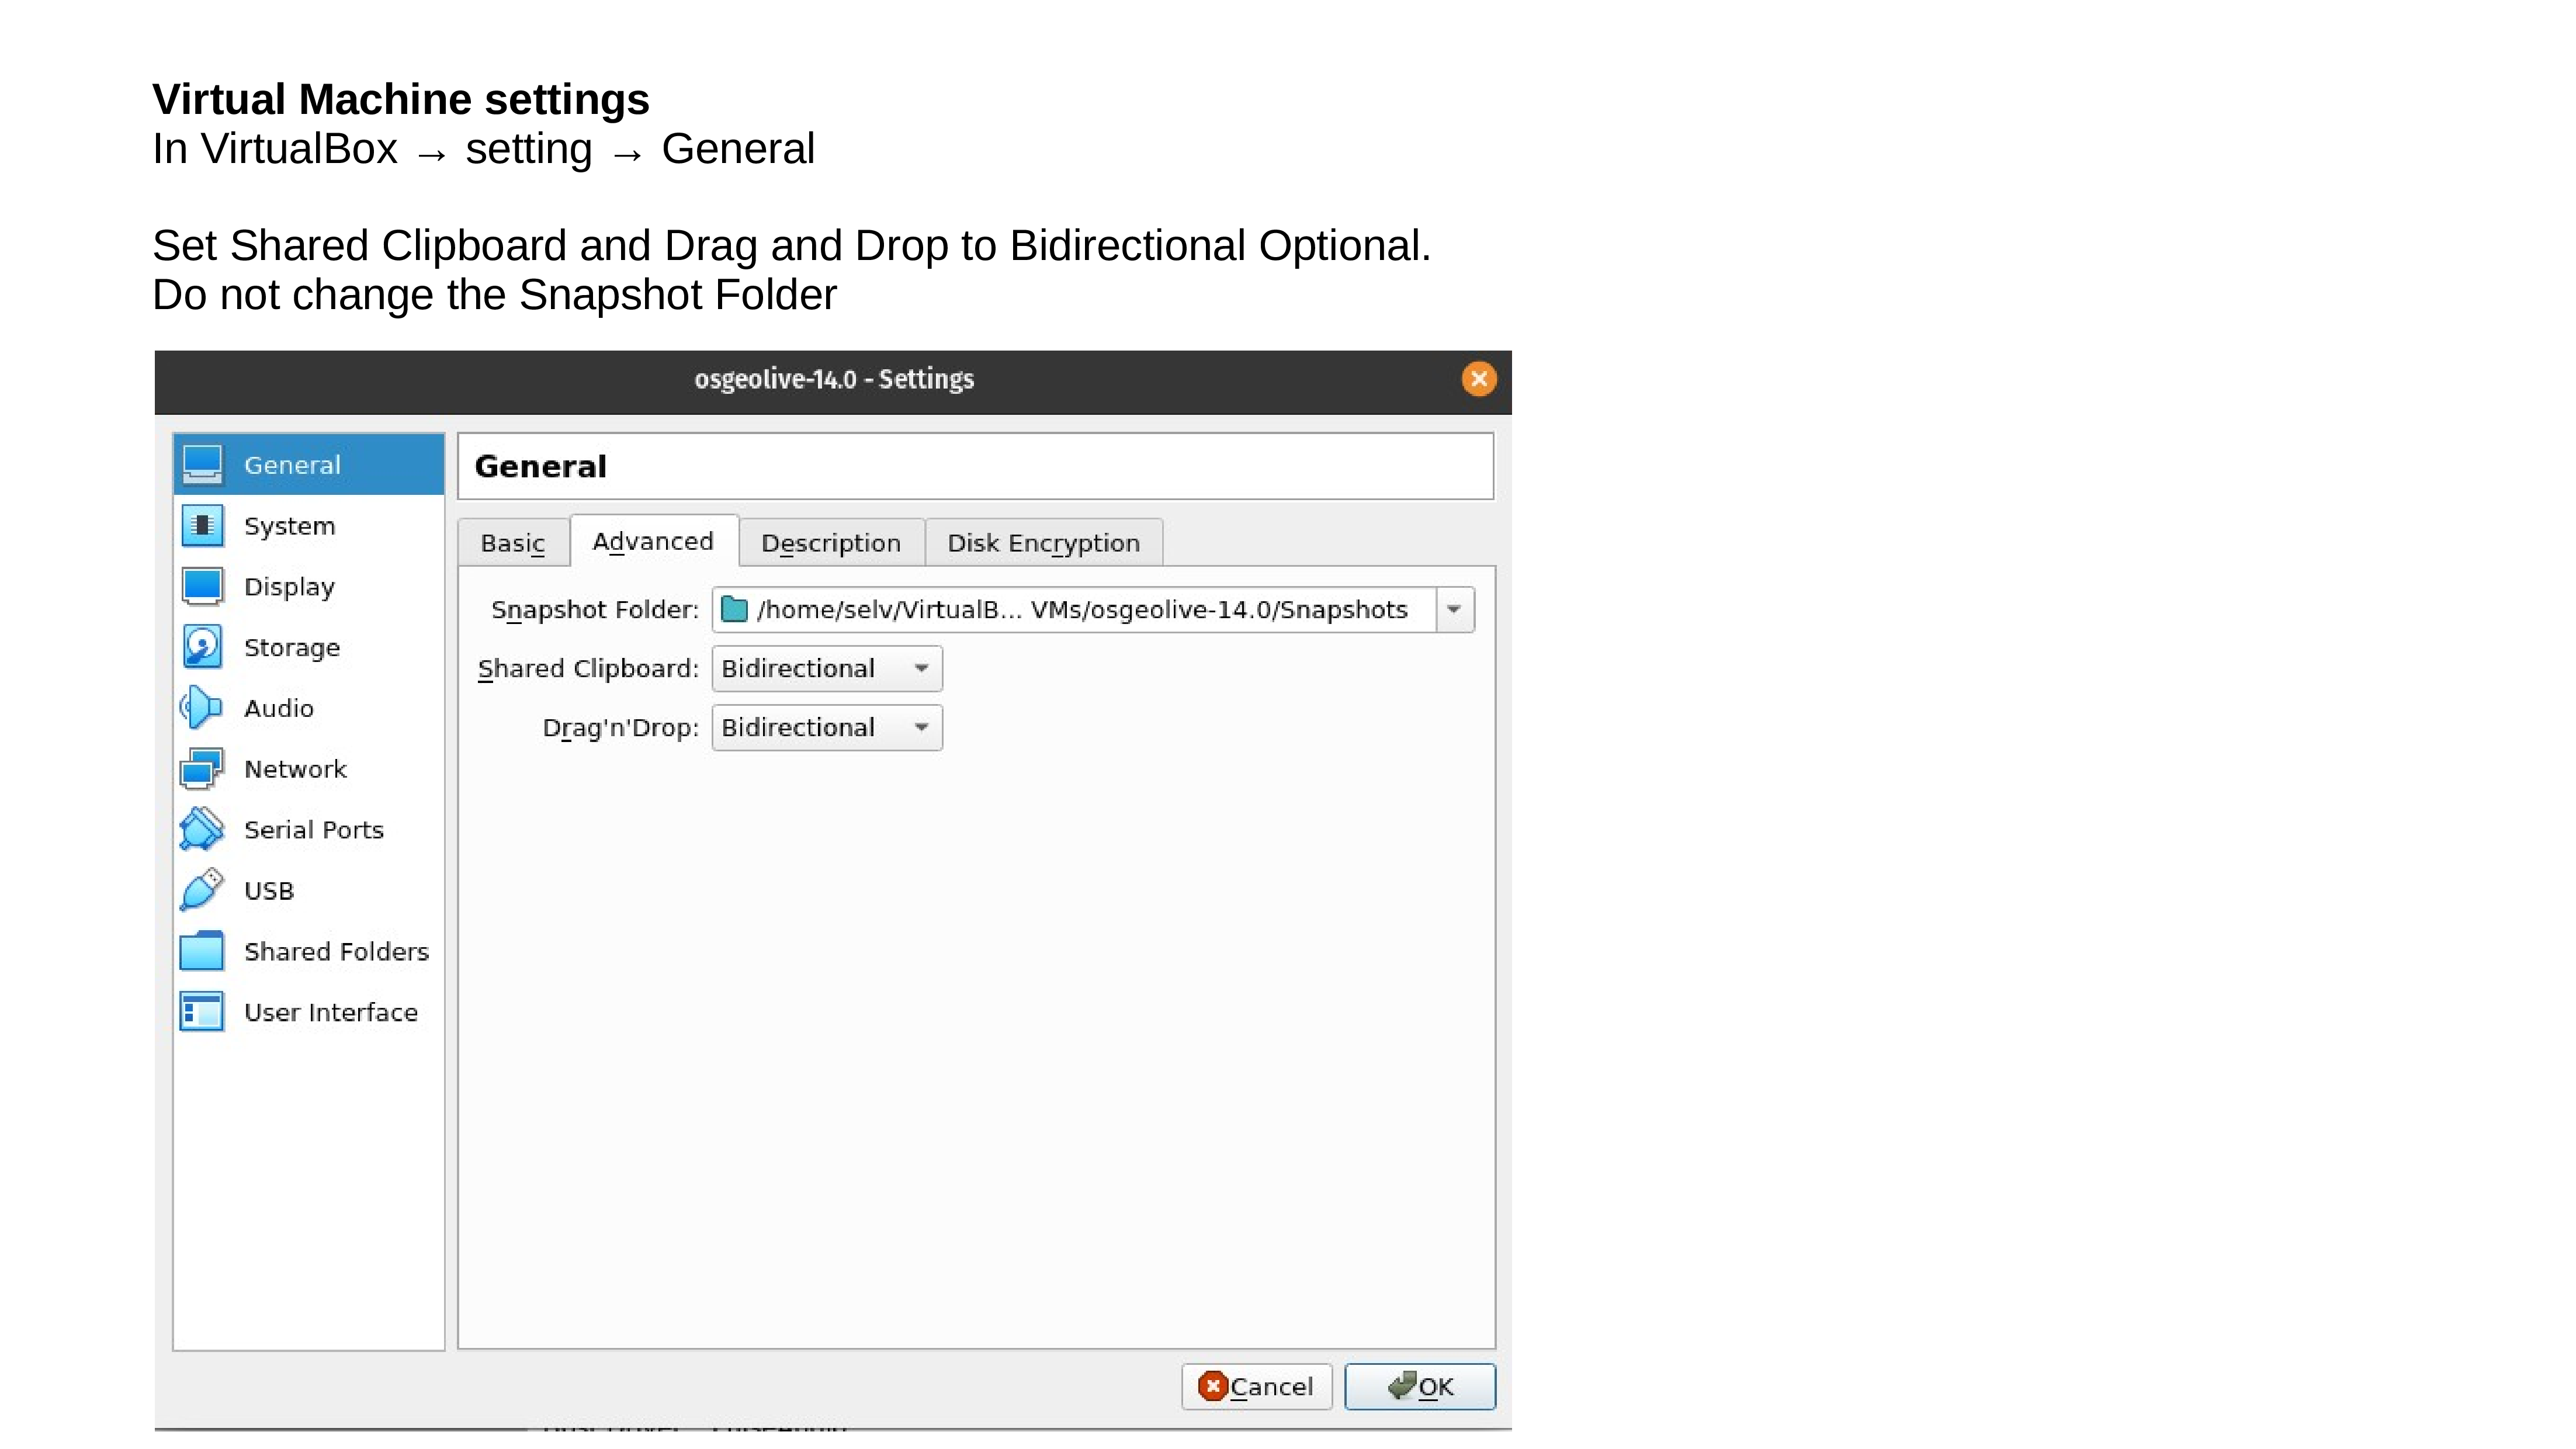 Virtual Machine settings
In VirtualBox → setting → General
Set Shared Clipboard and Drag and Drop to Bidirectional Optional.
Do not change the Snapshot Folder
osgeolive-14.0 - Settings
General
System
Display
Storage
Audio
Network
Serial Ports
USB
Shared Folders
User Interface
General
Basic Advanced Description Disk Encryption
Snapshot Folder: /home/selv/VirtualB... VMs/osgeolive-14.0/Snapshots
Shared Clipboard: Bidirectional
Drag'n'Drop: Bidirectional
Cancel OK